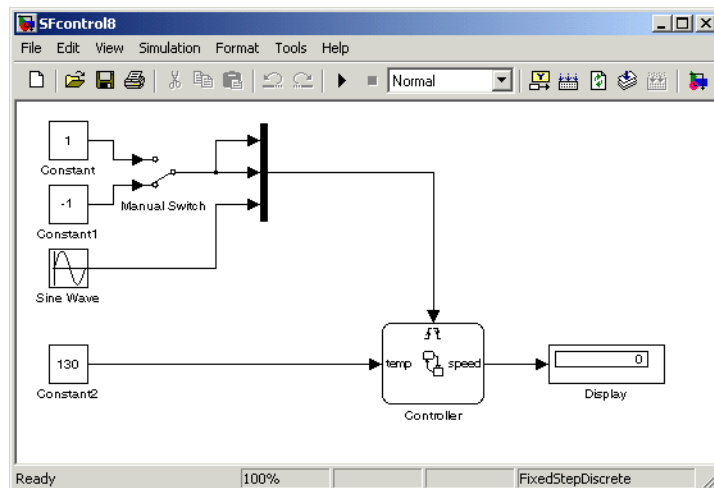 SFcontrol8
File Edit View Simulation Format Tools Help
Normal
1
Constant
-1
Manual Switch
Constant1
Sine Wave
130
temp
speed
0
Constant2
Display
Controller
Ready 100% FixedStepDiscrete